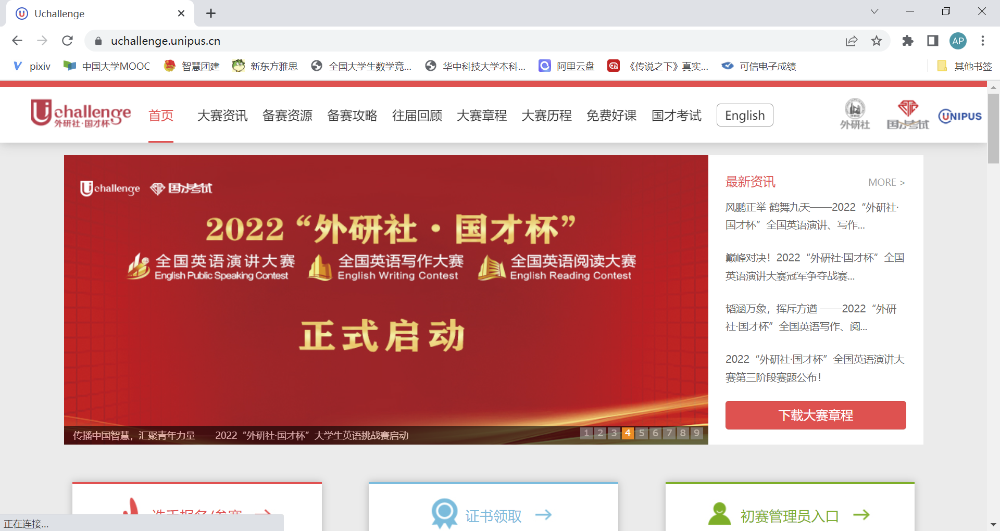 Uchallenge
uchallenge.unipus.cn
AP
pixiv
中国大学MOOC
智慧团建
新东方雅思
全国大学生数学竞...
华中科技大学本科...
阿里云盘
《传说之下》真实...
可信电子成绩
其他书签
Uchallenge
外研社·国才杯
首页
大赛资讯
备赛资源
备赛攻略
往届回顾
大赛章程
大赛历程
免费好课
国才考试
English
外研社
国才考试
UNIPUS
Uchallenge 国才考试
2022“外研社·国才杯”
全国英语演讲大赛
English Public Speaking Contest
全国英语写作大赛
English Writing Contest
全国英语阅读大赛
English Reading Contest
正式启动
传播中国智慧，汇聚青年力量——2022“外研社·国才杯”大学生英语挑战赛启动
1 2 3 4 5 6 7 8 9
最新资讯
MORE >
风鹏正举 鹤舞九天——2022“外研社·
国才杯”全国英语演讲、写作...
巅峰对决！2022“外研社·国才杯”全国
英语演讲大赛冠军争夺战赛...
韬涵万象，挥斥方遒 ——2022“外研
社·国才杯”全国英语写作、阅...
2022“外研社·国才杯”全国英语演讲大
赛第三阶段赛题公布！
下载大赛章程
选手报名/参赛
证书领取
初赛管理员入口
正在连接...